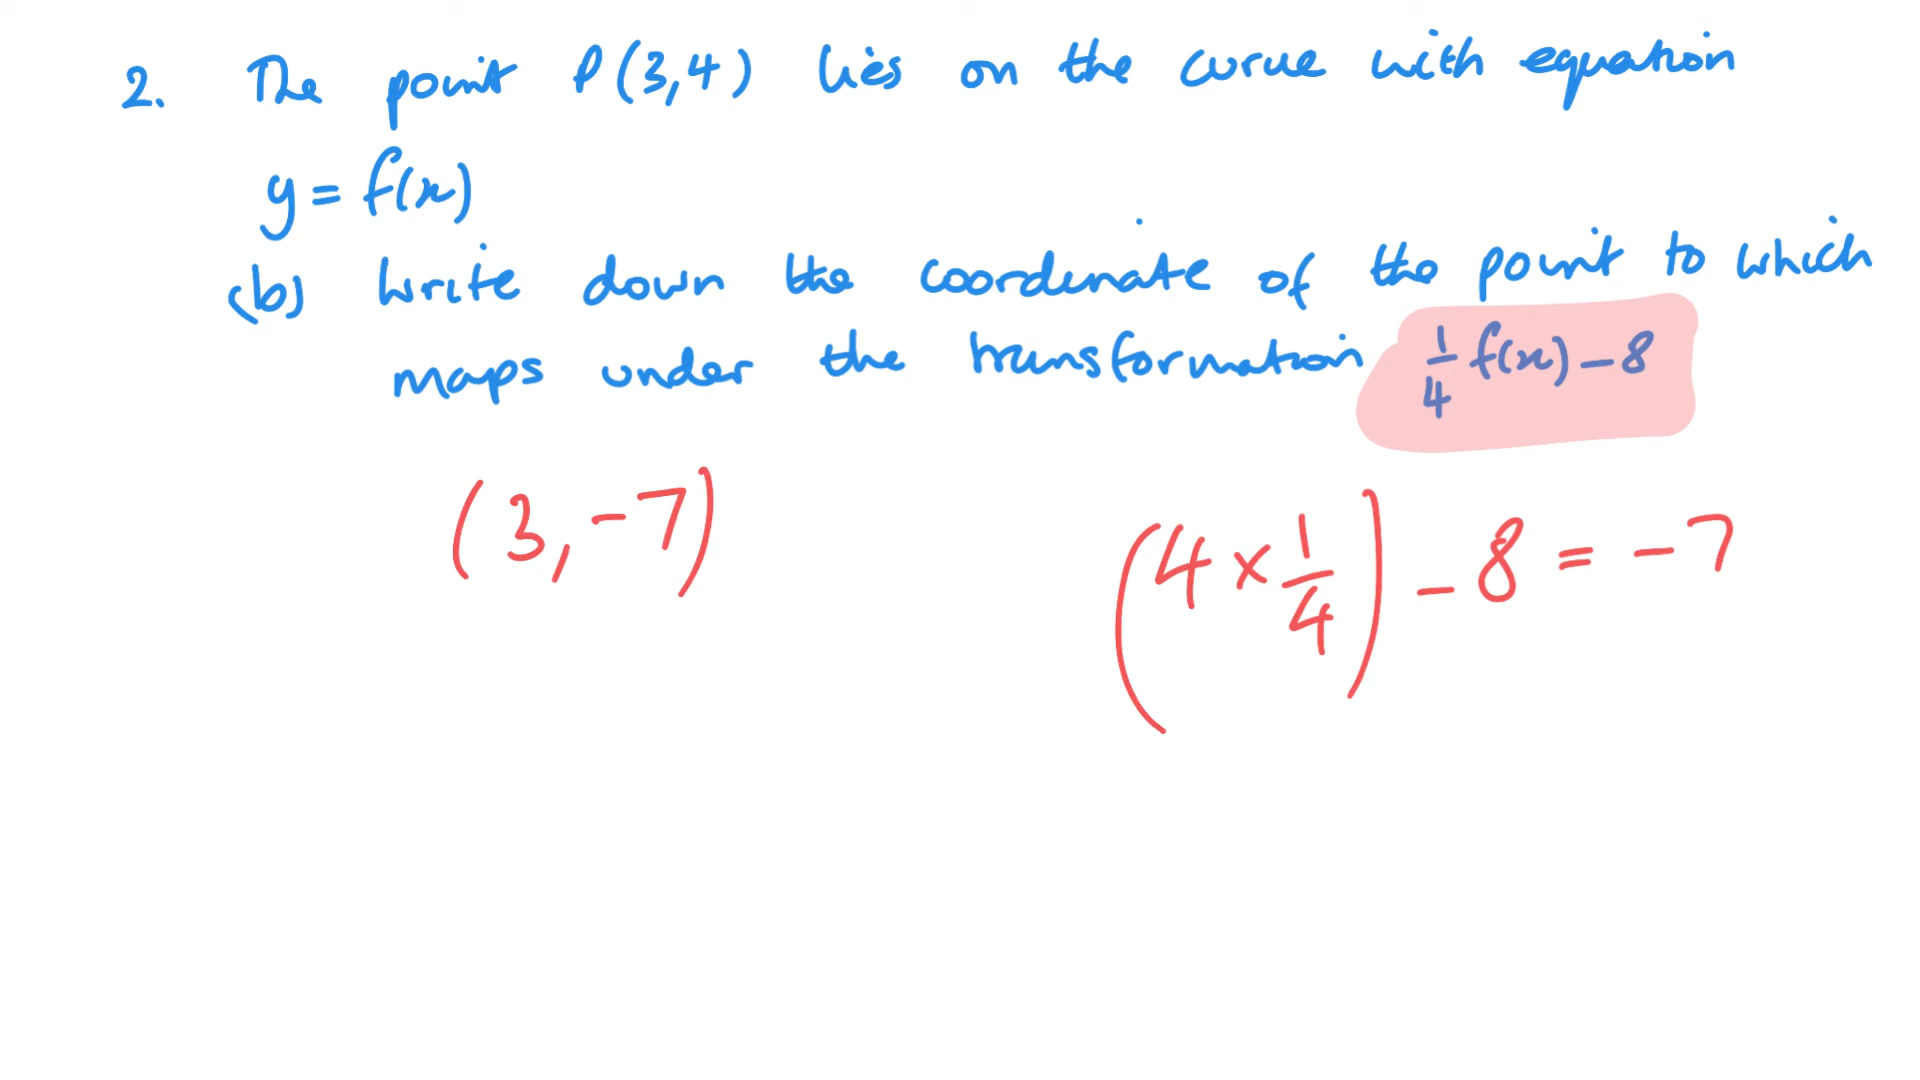 2. The point P(3,4) lies on the curve with equation
y = f(x)
(b) Write down the coordinate of the point to which
maps under the transformation 1/4 f(x) - 8
(3, -7)
(4 × 1/4) - 8 = -7